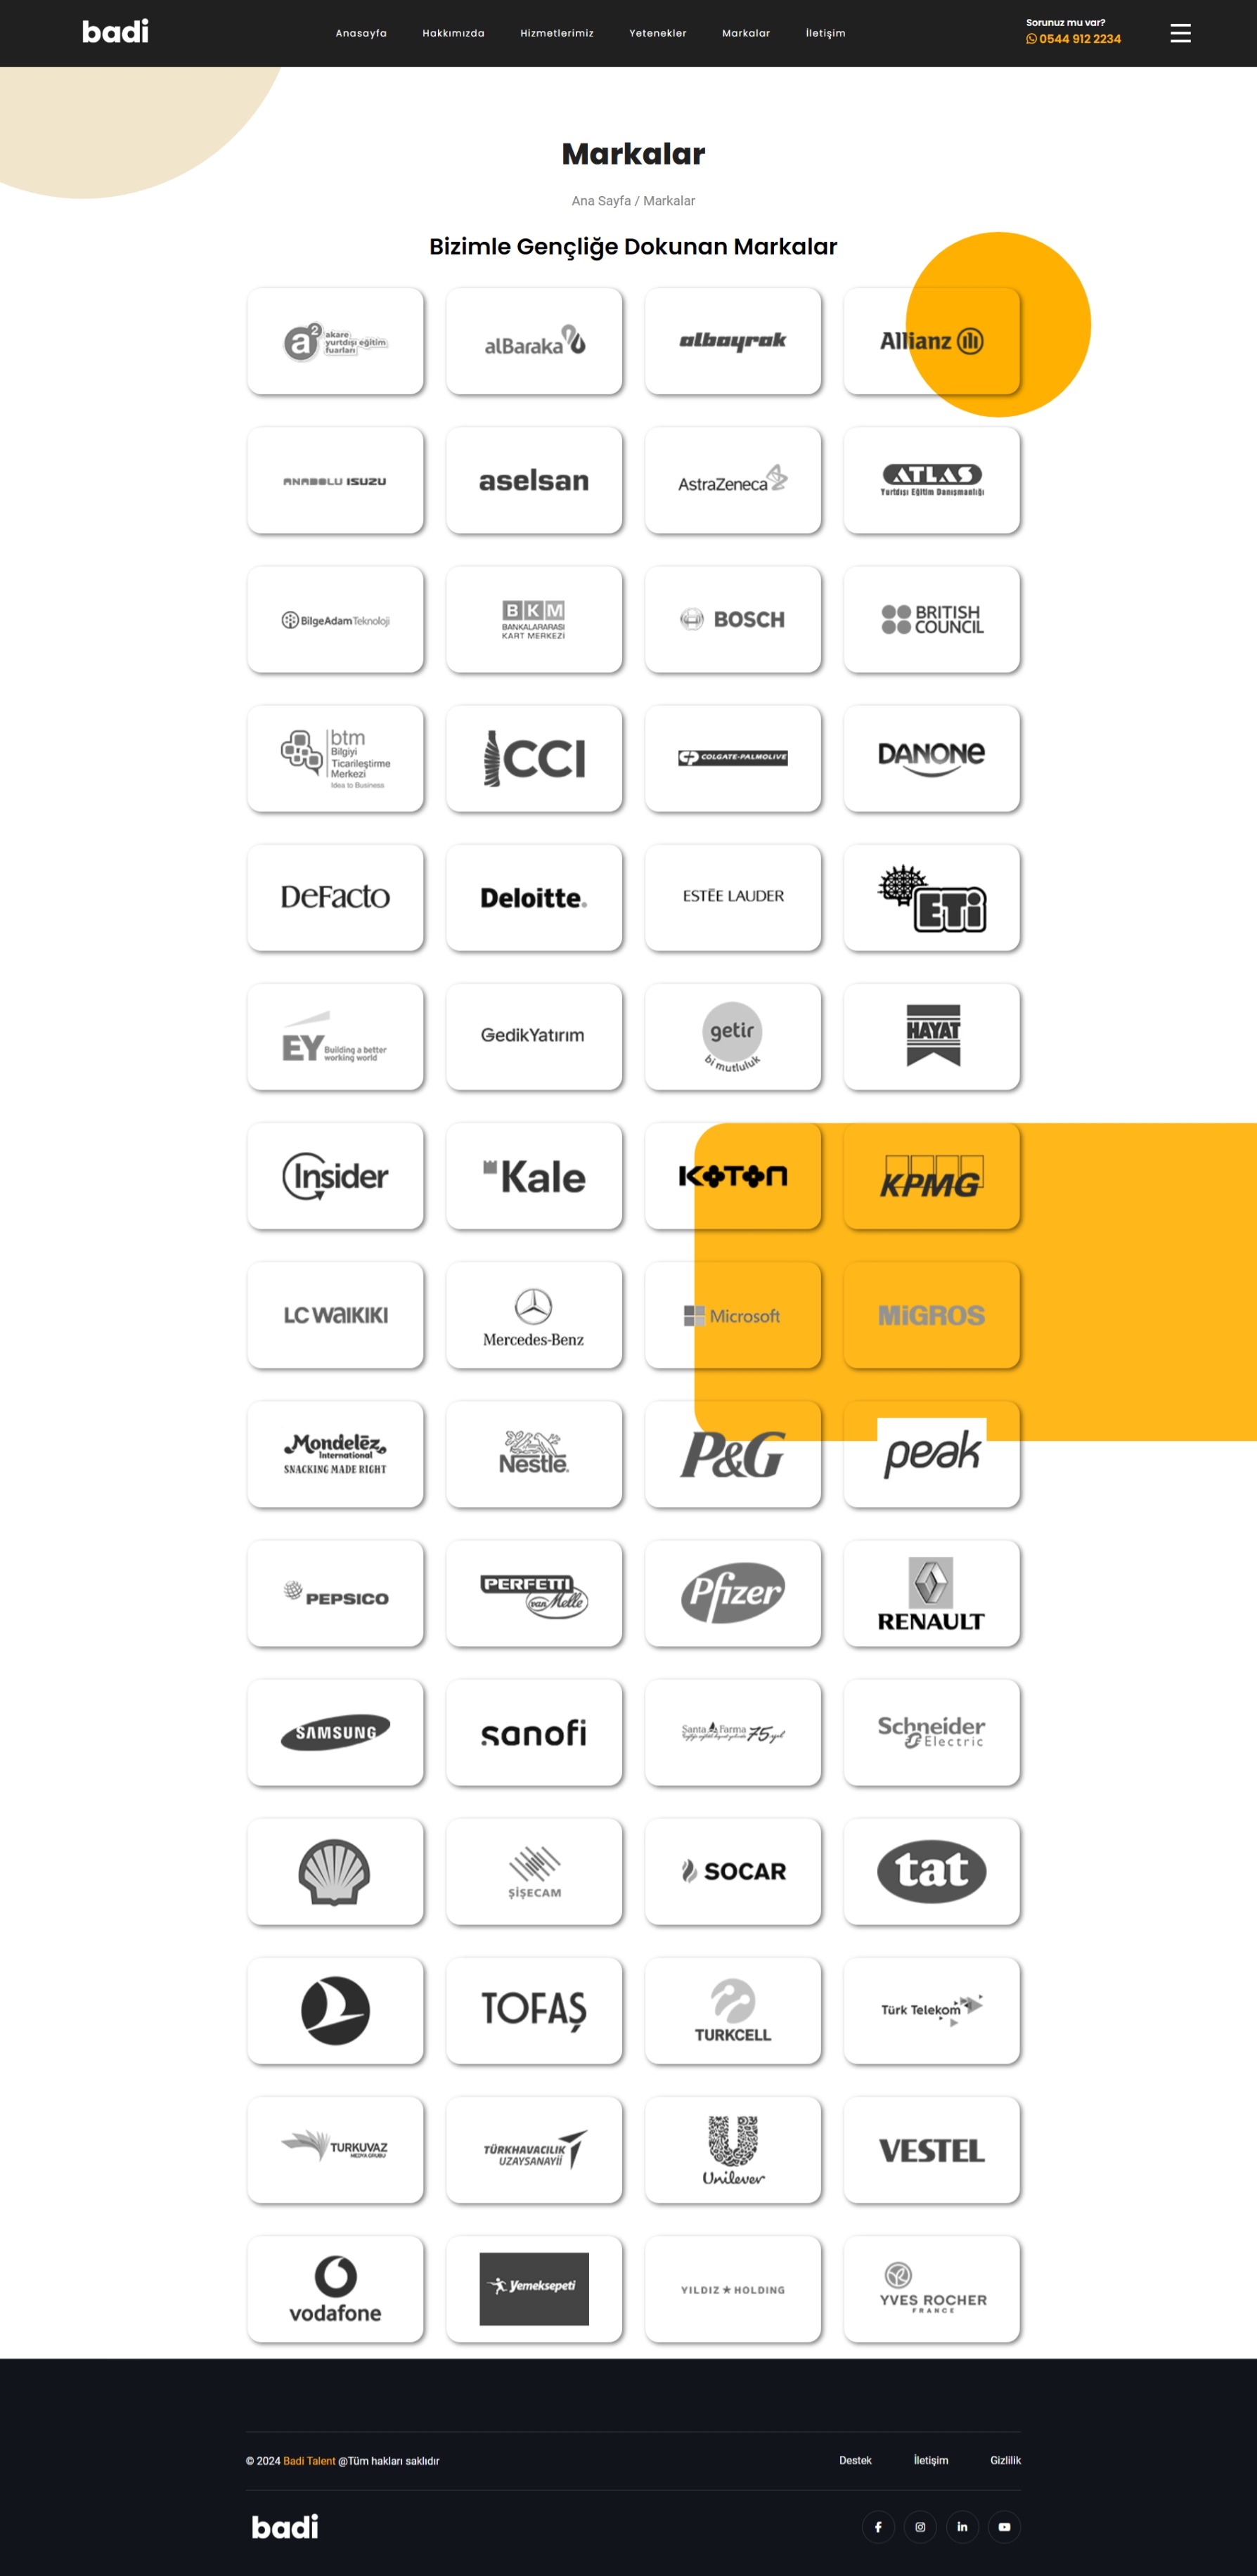 badi
Anasayfa Hakkımızda Hizmetlerimiz Yetenekler Markalar İletişim
Sorunuz mu var?
0544 912 2234
Markalar
Ana Sayfa / Markalar
Bizimle Gençliğe Dokunan Markalar
a2 akare
yurtdışı eğitim
fuarları
alBaraka
albayrak
Allianz
ANADOLU ISUZU
aselsan
AstraZeneca
ATLAS
Yurtdışı Eğitim Danışmanlığı
BilgeAdam Teknoloji
BKM
BANKALARARASI
KART MERKEZİ
BOSCH
BRITISH
COUNCIL
btm
Bilgiyi
Ticarileştirme
Merkezi
Idea to Business
CCI
CP COLGATE-PALMOLIVE
DANONE
DeFacto
Deloitte.
ESTĒE LAUDER
ETi
EY Building a better
working world
GedikYatırım
getir
bi mutluluk
HAYAT
Insider
Kale
KOTON
KPMG
LC WAIKIKI
Mercedes-Benz
Microsoft
MiGROS
Mondelēz
International
SNACKING MADE RIGHT
Nestlé
P&G
peak
PEPSICO
PERFETTI
van Melle
Pfizer
RENAULT
SAMSUNG
sanofi
Santa Farma
75
Schneider
Electric
ŞİŞECAM
SOCAR
tat
TOFAŞ
TURKCELL
Türk Telekom
TURKUVAZ
MEDYA GRUBU
TÜRKHAVACILIK
UZAYSANAYİİ
U
Unilever
VESTEL
vodafone
Yemeksepeti
YILDIZ ★ HOLDING
YVES ROCHER
FRANCE
© 2024 Badi Talent @Tüm hakları saklıdır
Destek İletişim Gizlilik
badi